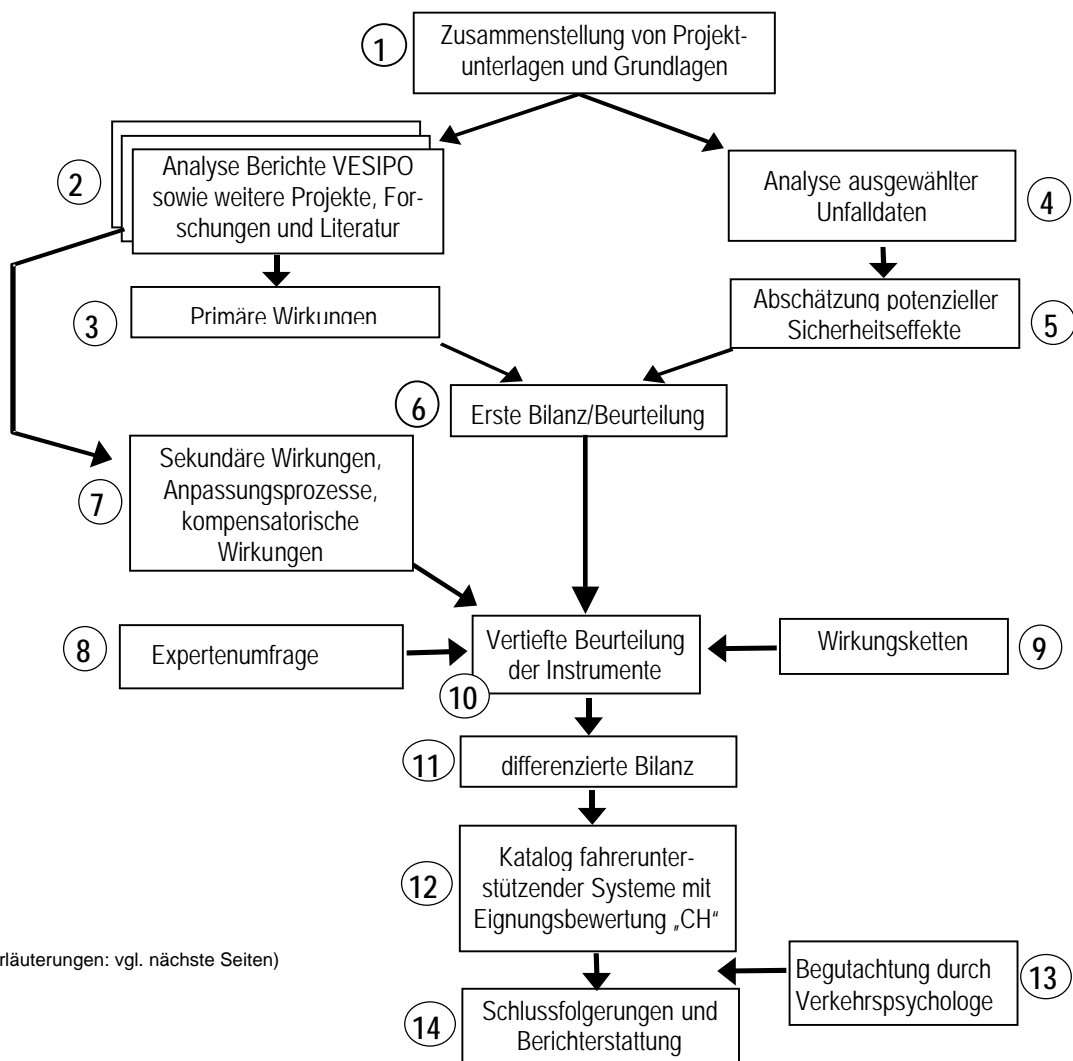 1
Zusammenstellung von Projekt-
unterlagen und Grundlagen
2
Analyse Berichte VESIPO
sowie weitere Projekte, For-
schungen und Literatur
Analyse ausgewählter
Unfalldaten
4
3
Primäre Wirkungen
Abschätzung potenzieller
Sicherheitseffekte
5
6
Erste Bilanz/Beurteilung
7
Sekundäre Wirkungen,
Anpassungsprozesse,
kompensatorische
Wirkungen
8
Expertenumfrage
Vertiefte Beurteilung
der Instrumente
10
Wirkungsketten
9
11
differenzierte Bilanz
12
Katalog fahrerunter-
stützender Systeme mit
Eignungsbewertung „CH“
rläuterungen: vgl. nächste Seiten)
Begutachtung durch
Verkehrspsychologe
13
14
Schlussfolgerungen und
Berichterstattung